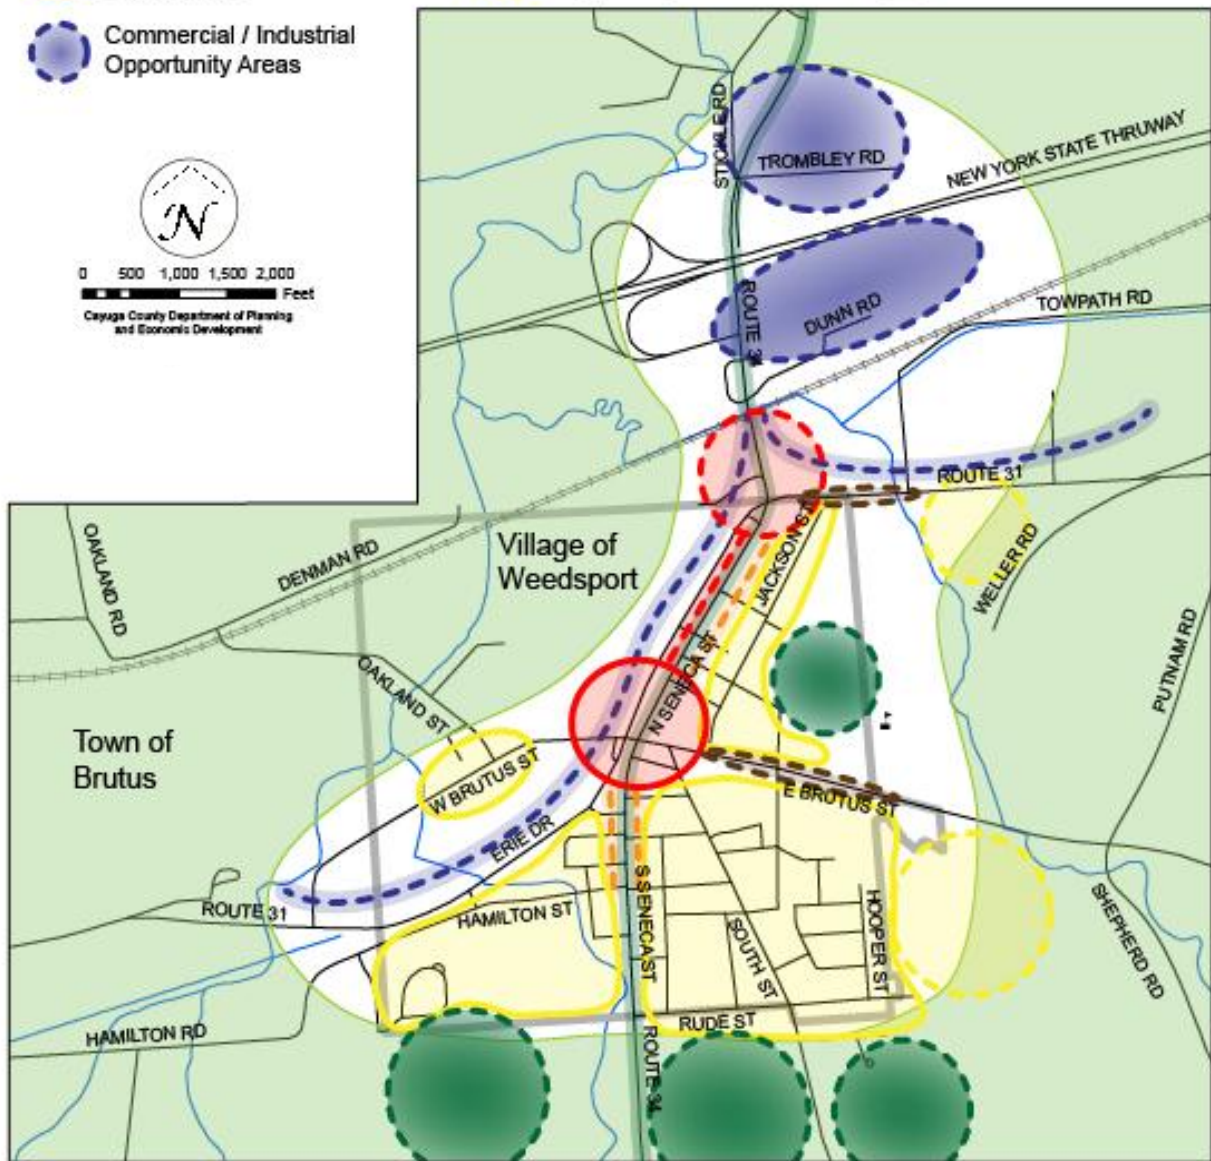 Commercial / Industrial
Opportunity Areas
N
0 500 1,000 1,500 2,000
Feet
Cayuga County Department of Planning
and Economic Development
STICKLE RD
TROMBLEY RD
NEW YORK STATE THRUWAY
ROUTE 34
DUNN RD
TOWPATH RD
ROUTE 31
OAKLAND RD
DENMAN RD
Village of
Weedsport
JACKSON ST
WELLER RD
PUTNAM RD
OAKLAND ST
N SENECA ST
Town of
Brutus
W BRUTUS ST
E BRUTUS ST
ERIE DR
ROUTE 31
HAMILTON ST
S SENECA ST
SOUTH ST
HOOPER ST
SHEPHERD RD
HAMILTON RD
RUDE ST
ROUTE 34